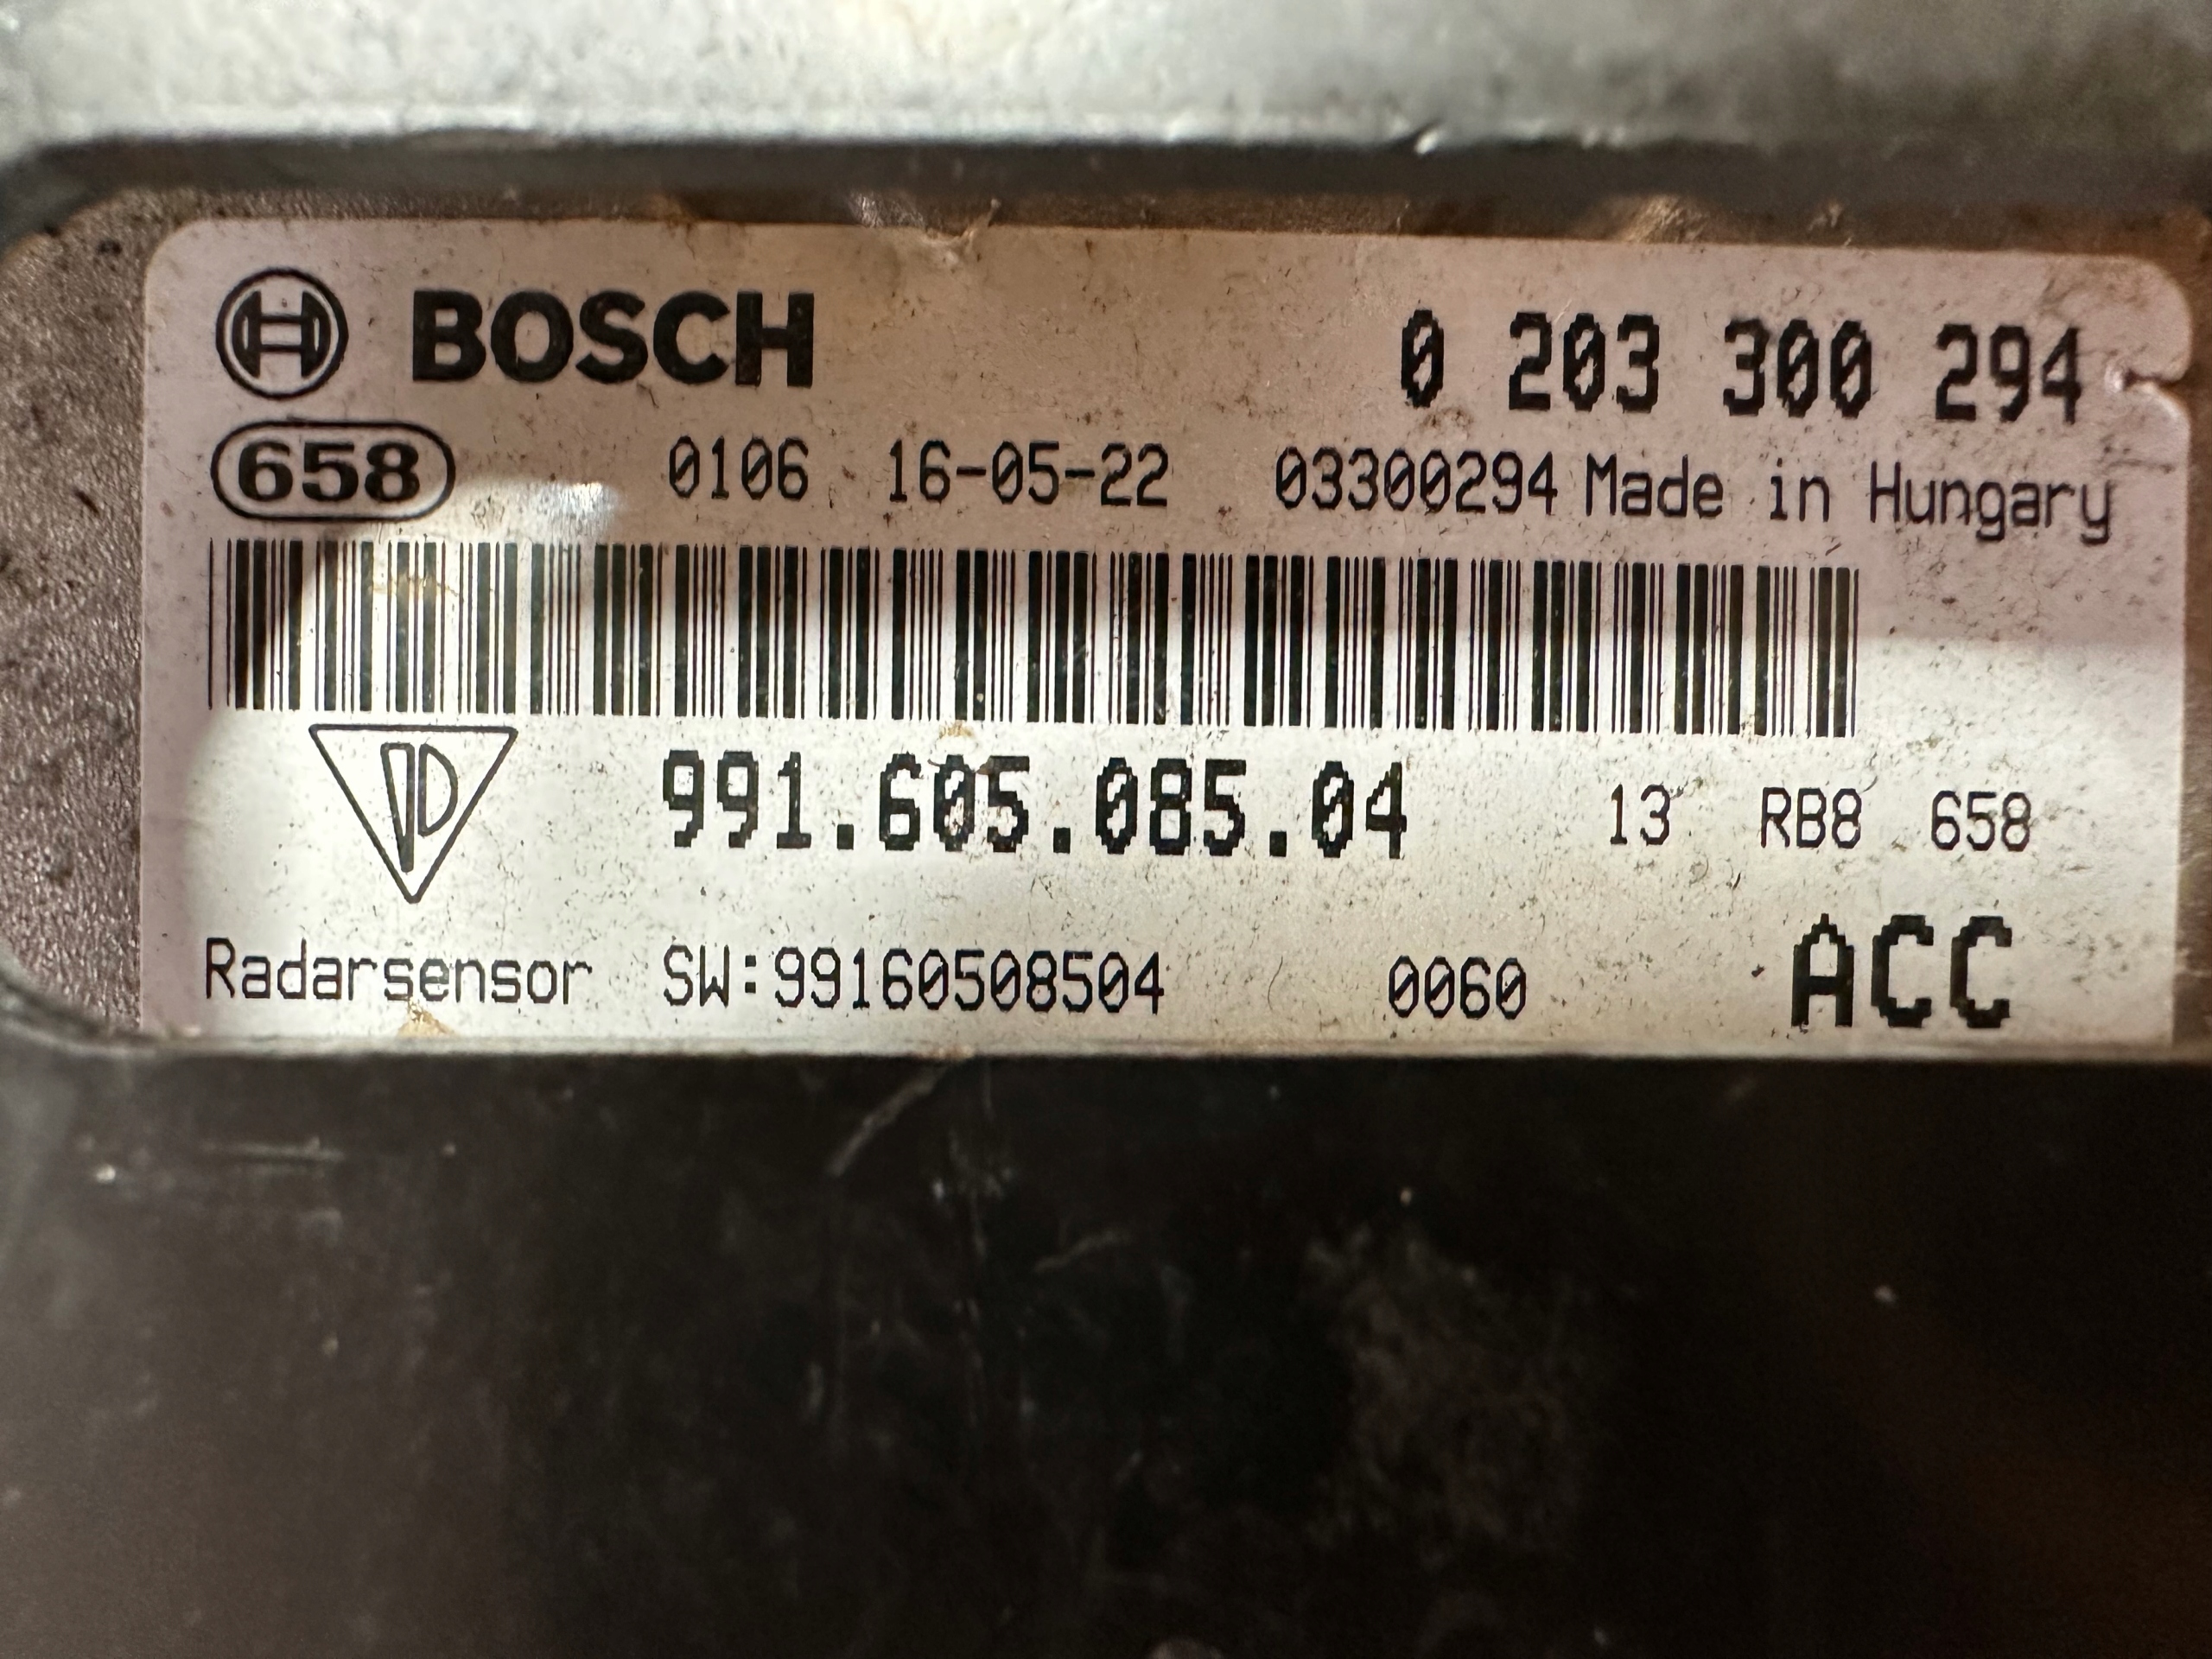 BOSCH 0 203 300 294
658 0106 16-05-22 03300294 Made in Hungary
991.605.085.04 13 RB8 658
Radarsensor SW:99160508504 0060 ACC